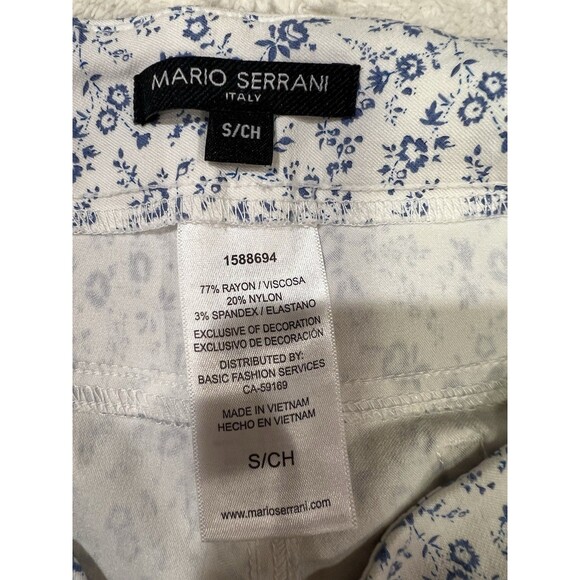 MARIO SERRANI
ITALY
S/CH
1588694
77% RAYON / VISCOSA
20% NYLON
3% SPANDEX / ELASTANO
EXCLUSIVE OF DECORATION
EXCLUSIVO DE DECORACIÓN
DISTRIBUTED BY:
BASIC FASHION SERVICES
CA-59169
MADE IN VIETNAM
HECHO EN VIETNAM
S/CH
www.marioserrani.com